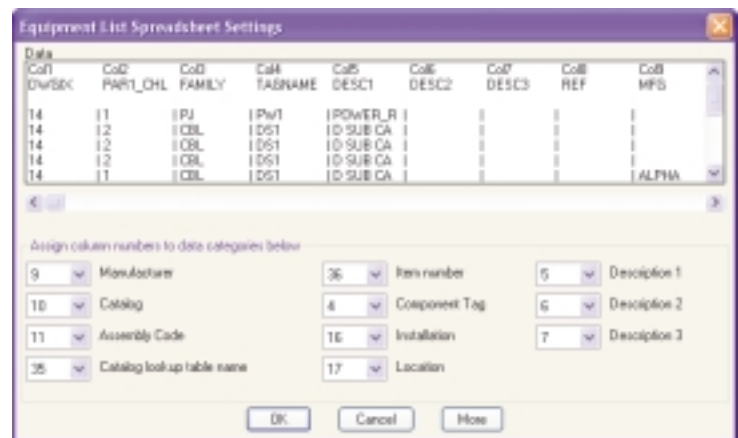 Equipment List Spreadsheet Settings
Data
Col1 Col2 Col3 Col4 Col5 Col6 Col7 Col8 Col9
PAR1_CHL FAMILY TAGNAME DESC1 DESC2 DESC3 REF MFG
14 |1 |PJ |PW1 |POWER_R | | | |
14 |2 |CBL |DS1 |D SUB CA | | | |
14 |2 |CBL |DS1 |D SUB CA | | | |
14 |2 |CBL |DS1 |D SUB CA | | | |
14 |1 |CBL |DS1 |D SUB CA | | | | ALPHA
Assign column numbers to data categories below
9 Manufacturer 36 Item number 5 Description 1
10 Catalog 4 Component Tag 6 Description 2
11 Assembly Code 16 Installation 7 Description 3
35 Catalog lookup table name 17 Location
OK Cancel More